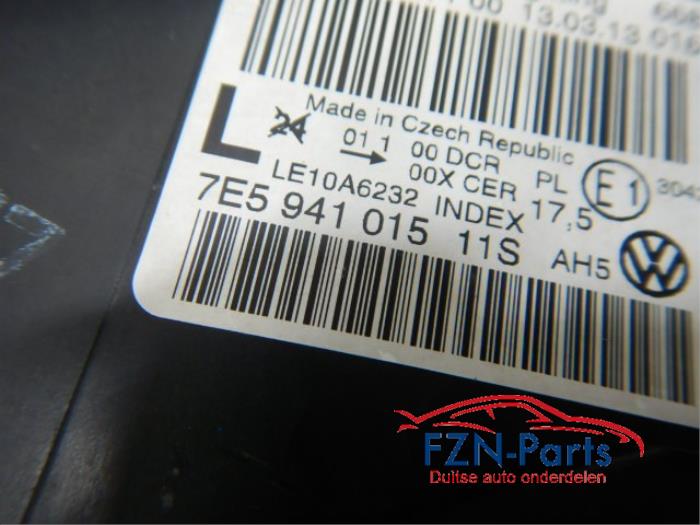 00 13.03.13
Made in Czech Republic
L 24 01 1 00 DCR PL E1
→ 00X CER 17,5
LE10A6232 INDEX
7E5 941 015 11S AH5 VW
FZN-Parts
Duitse auto onderdelen